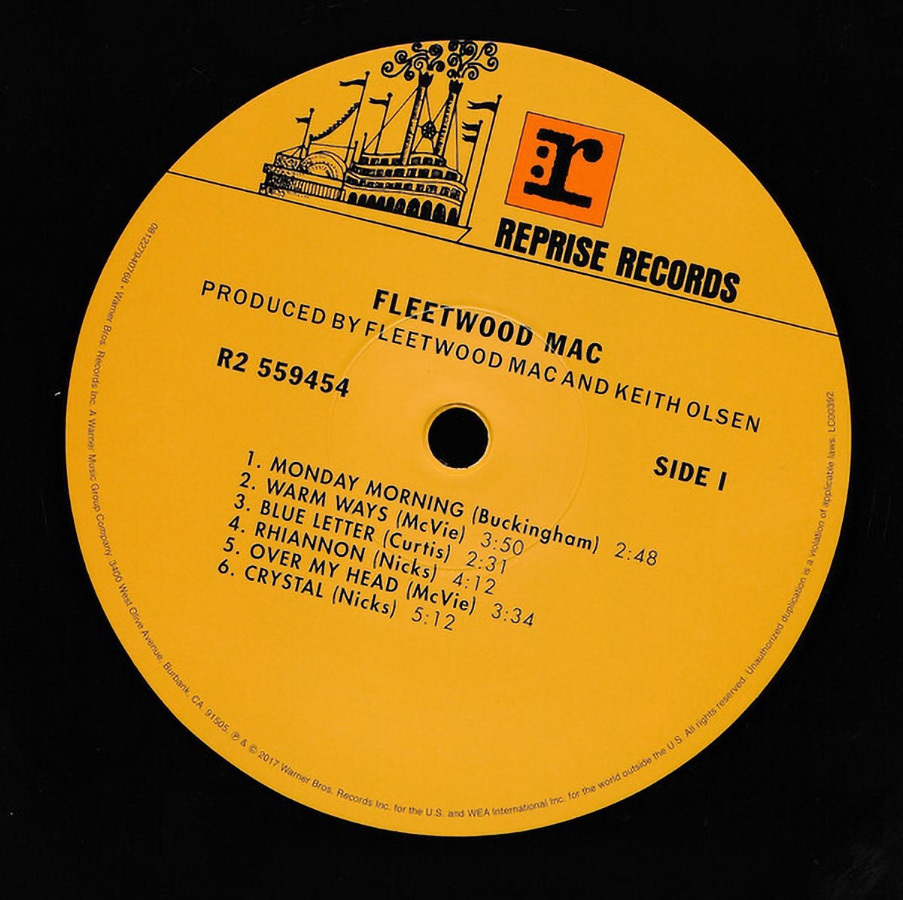 r
REPRISE RECORDS
FLEETWOOD MAC
PRODUCED BY FLEETWOOD MAC AND KEITH OLSEN
R2 559454
SIDE I
1. MONDAY MORNING (Buckingham) 2:48
2. WARM WAYS (McVie) 3:50
3. BLUE LETTER (Curtis) 2:31
4. RHIANNON (Nicks) 4:12
5. OVER MY HEAD (McVie) 3:34
6. CRYSTAL (Nicks) 5:12
081227940768 • Warner Bros. Records Inc. A Warner Music Group Company. 3400 West Olive Avenue, Burbank, CA. 91505. ℗ & © 2017 Warner Bros. Records Inc. for the U.S. and WEA International Inc. for the world outside the U.S. All rights reserved. Unauthorized duplication is a violation of applicable laws. LC00392